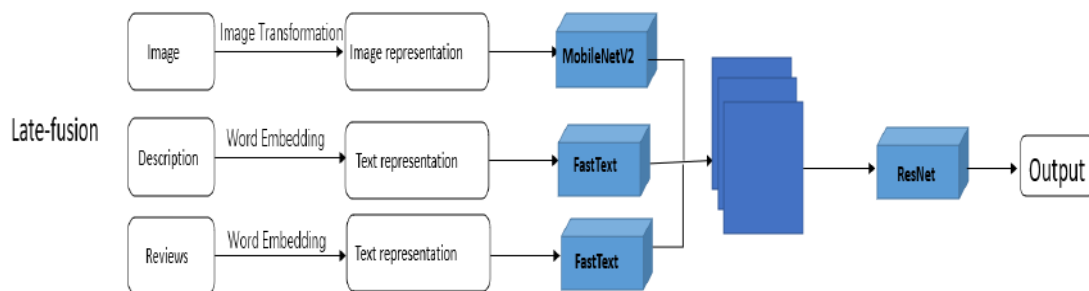 Image
Image Transformation
Image representation
MobileNetV2
Late-fusion
Description
Word Embedding
Text representation
FastText
ResNet
Output
Reviews
Word Embedding
Text representation
FastText